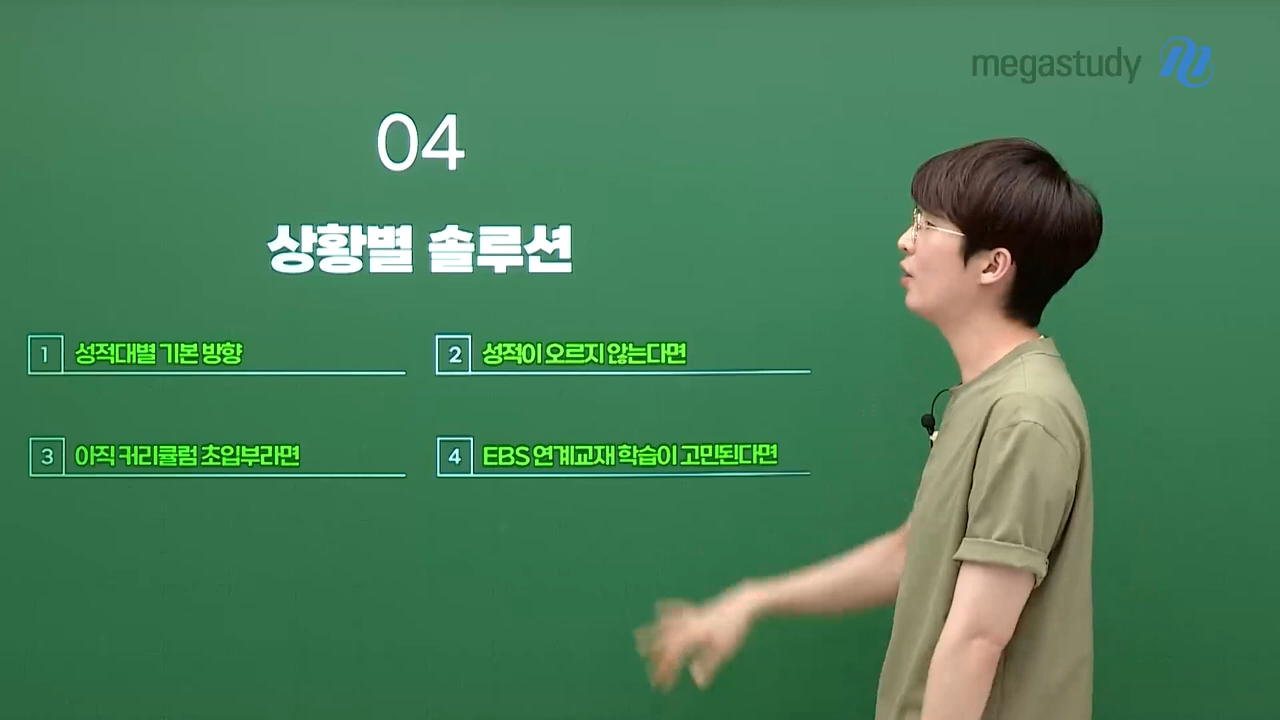 megastudy
04
상황별 솔루션
1 성적대별 기본 방향
2 성적이 오르지 않는다면
3 아직 커리큘럼 초입부라면
4 EBS 연계교재 학습이 고민된다면